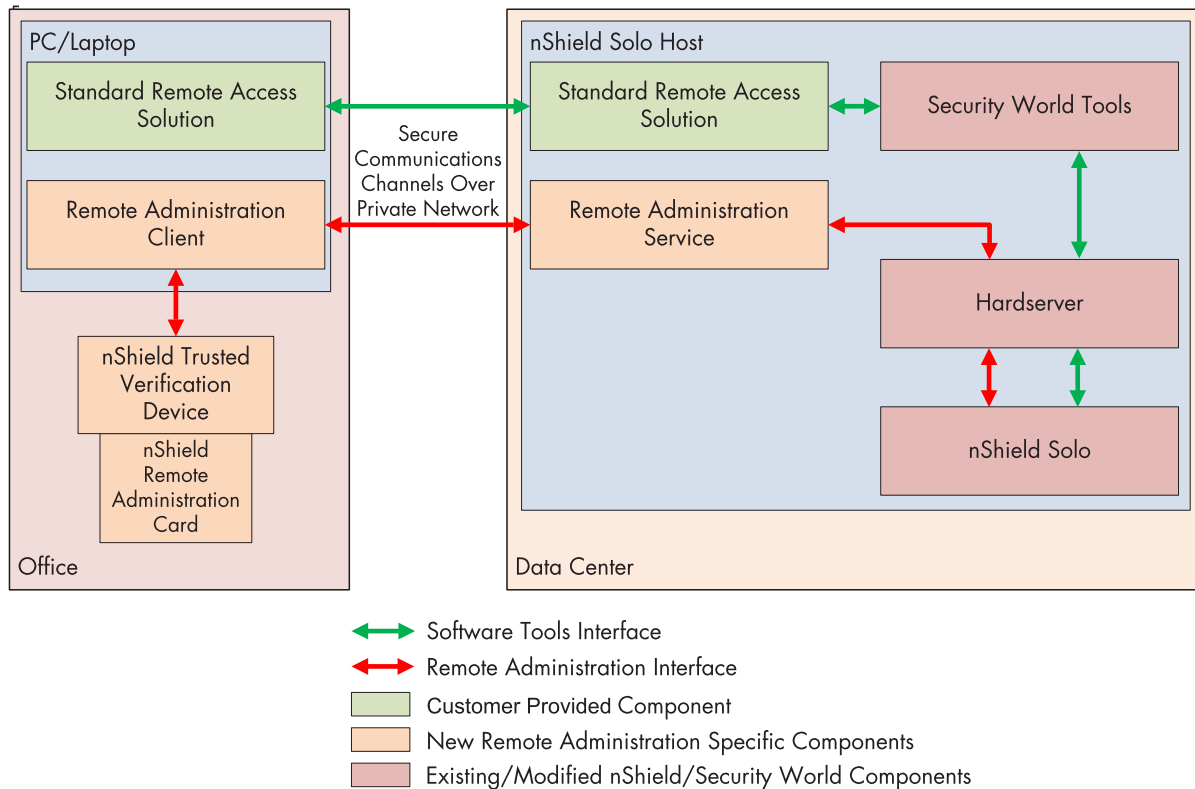 PC/Laptop
Standard Remote Access
Solution
Remote Administration
Client
nShield Trusted
Verification
Device
nShield
Remote
Administration
Card
Office
Secure
Communications
Channels Over
Private Network
nShield Solo Host
Standard Remote Access
Solution
Security World Tools
Remote Administration
Service
Hardserver
nShield Solo
Data Center
Software Tools Interface
Remote Administration Interface
Customer Provided Component
New Remote Administration Specific Components
Existing/Modified nShield/Security World Components